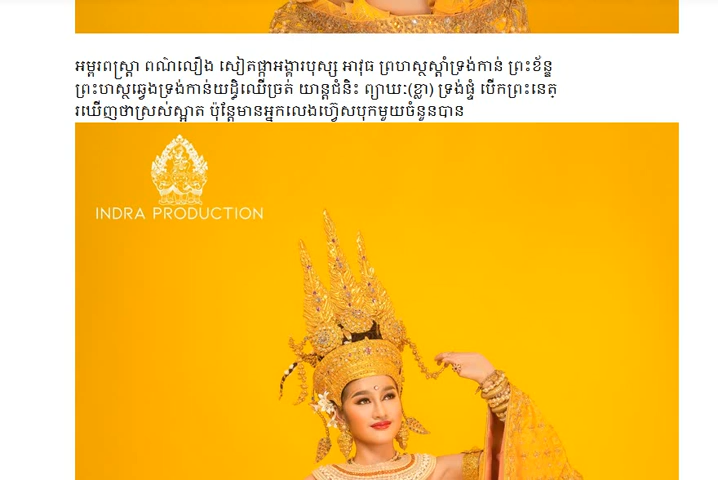 អម្ពរពស្ត្រា ពណ៌លឿង សៀតផ្កាអង្គារបុស្ស អាវុធ ព្រហស្ថស្តាំទ្រង់កាន់ ព្រះខ័ន្ឌ
ព្រះហស្ថឆ្វេងទ្រង់កាន់យដ្ធិឈើច្រត់ យាន្តជំនិះ ព្យាឃៈ(ខ្លា) ទ្រង់ផ្ទំ បើកព្រះនេត្
រឃើញថាស្រស់ស្អាត ប៉ុន្តែមានអ្នកលេងហ្វ៊េសបុកមួយចំនួនបាន
INDRA PRODUCTION